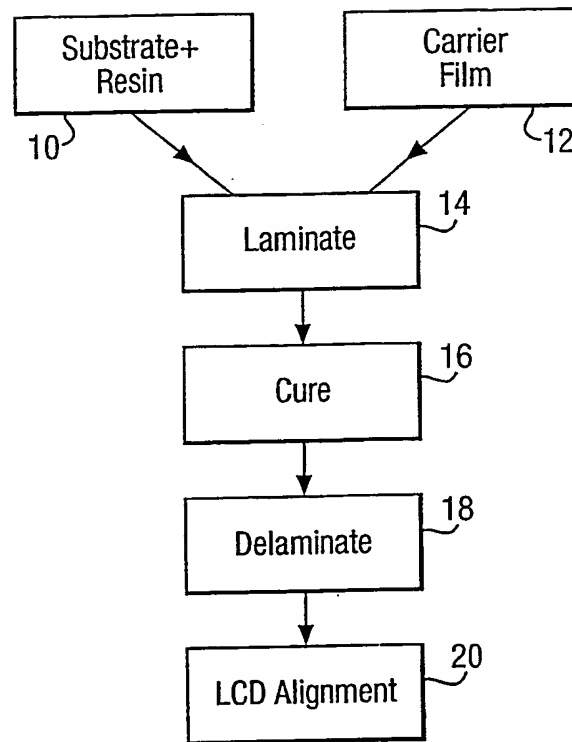 Substrate+
Resin
Carrier
Film
10
12
Laminate
14
Cure
16
Delaminate
18
LCD Alignment
20